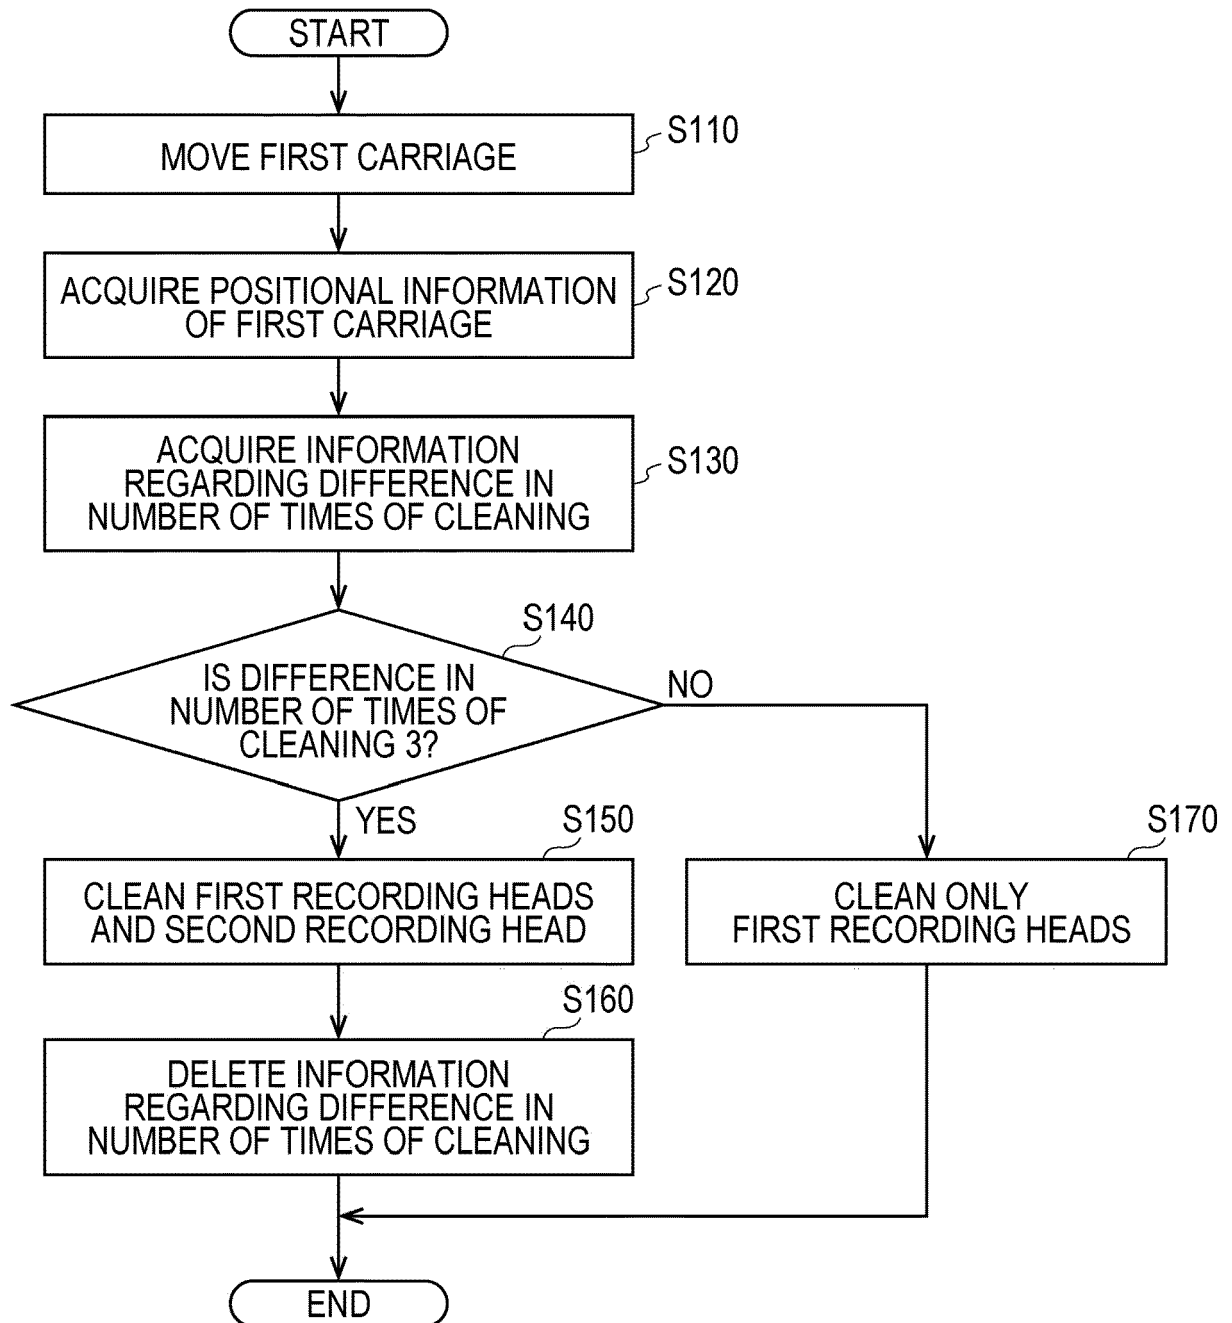 START
MOVE FIRST CARRIAGE
S110
ACQUIRE POSITIONAL INFORMATION
OF FIRST CARRIAGE
S120
ACQUIRE INFORMATION
REGARDING DIFFERENCE IN
NUMBER OF TIMES OF CLEANING
S130
S140
IS DIFFERENCE IN
NUMBER OF TIMES OF
CLEANING 3?
NO
YES
S150
CLEAN FIRST RECORDING HEADS
AND SECOND RECORDING HEAD
S170
CLEAN ONLY
FIRST RECORDING HEADS
S160
DELETE INFORMATION
REGARDING DIFFERENCE IN
NUMBER OF TIMES OF CLEANING
END